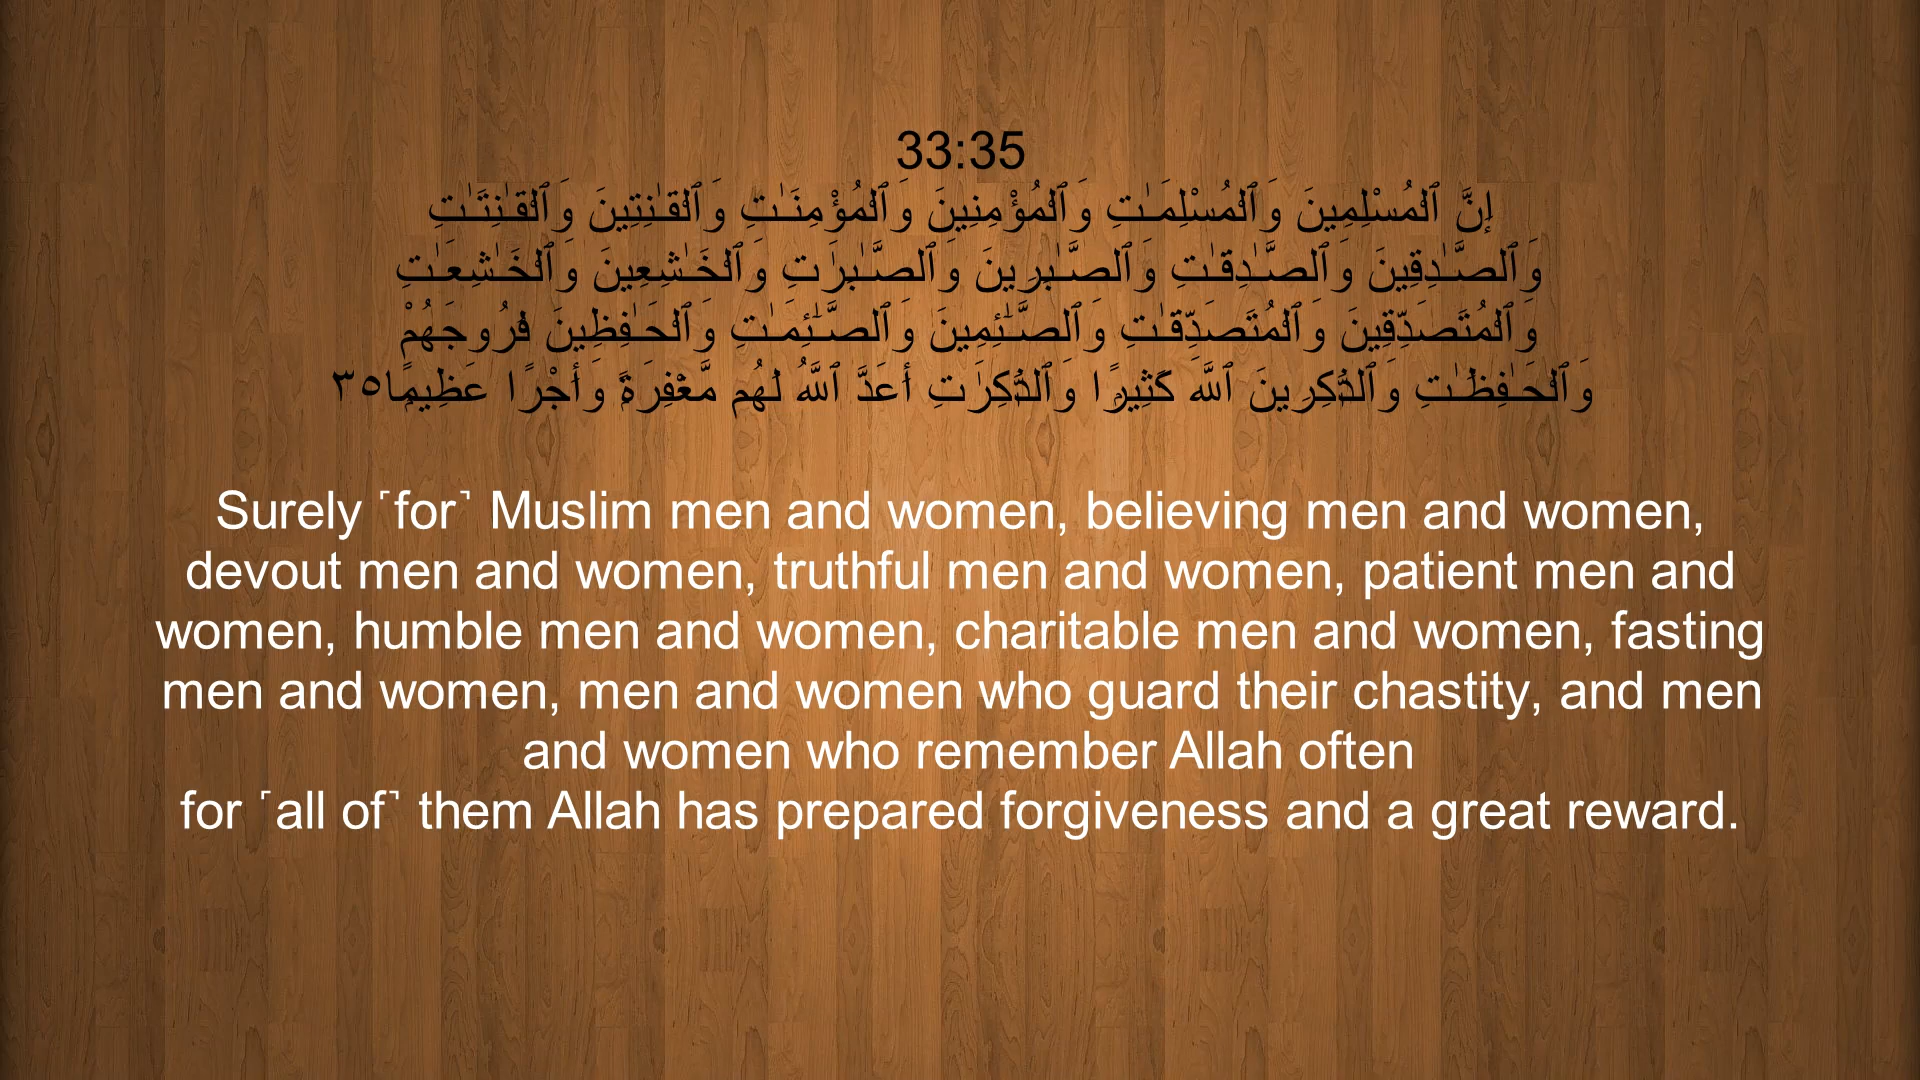 33:35
إِنَّ ٱلْمُسْلِمِينَ وَٱلْمُسْلِمَـٰتِ وَٱلْمُؤْمِنِينَ وَٱلْمُؤْمِنَـٰتِ وَٱلْقَـٰنِتِينَ وَٱلْقَـٰنِتَـٰتِ
وَٱلصَّـٰدِقِينَ وَٱلصَّـٰدِقَـٰتِ وَٱلصَّـٰبِرِينَ وَٱلصَّـٰبِرَٰتِ وَٱلْخَـٰشِعِينَ وَٱلْخَـٰشِعَـٰتِ
وَٱلْمُتَصَدِّقِينَ وَٱلْمُتَصَدِّقَـٰتِ وَٱلصَّـٰٓئِمِينَ وَٱلصَّـٰٓئِمَـٰتِ وَٱلْحَـٰفِظِينَ فُرُوجَهُمْ
وَٱلْحَـٰفِظَـٰتِ وَٱلذَّٰكِرِينَ ٱللَّهَ كَثِيرًۭا وَٱلذَّٰكِرَٰتِ أَعَدَّ ٱللَّهُ لَهُم مَّغْفِرَةًۭ وَأَجْرًا عَظِيمًۭا٣٥
Surely ˹for˺ Muslim men and women, believing men and women,
devout men and women, truthful men and women, patient men and
women, humble men and women, charitable men and women, fasting
men and women, men and women who guard their chastity, and men
and women who remember Allah often
for ˹all of˺ them Allah has prepared forgiveness and a great reward.